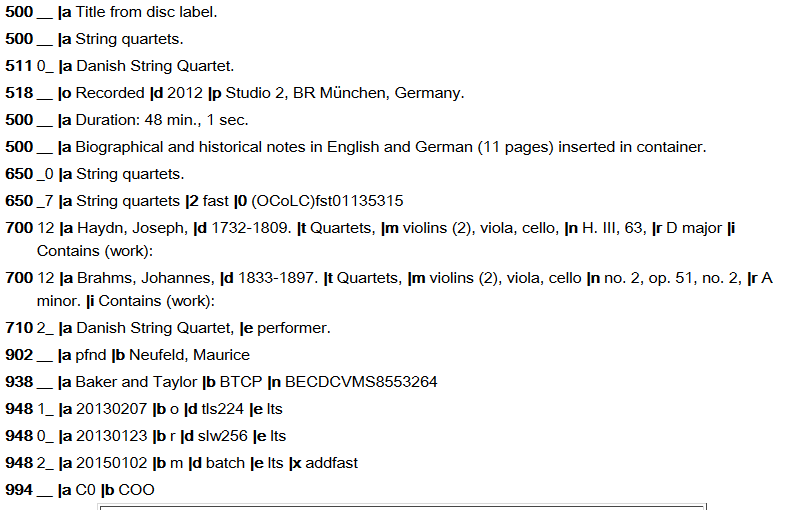 500 __ |a Title from disc label.
500 __ |a String quartets.
511 0_ |a Danish String Quartet.
518 __ |o Recorded |d 2012 |p Studio 2, BR München, Germany.
500 __ |a Duration: 48 min., 1 sec.
500 __ |a Biographical and historical notes in English and German (11 pages) inserted in container.
650 _0 |a String quartets.
650 _7 |a String quartets |2 fast |0 (OCoLC)fst01135315
700 12 |a Haydn, Joseph, |d 1732-1809. |t Quartets, |m violins (2), viola, cello, |n H. III, 63, |r D major |i
Contains (work):
700 12 |a Brahms, Johannes, |d 1833-1897. |t Quartets, |m violins (2), viola, cello |n no. 2, op. 51, no. 2, |r A
minor. |i Contains (work):
710 2_ |a Danish String Quartet, |e performer.
902 __ |a pfnd |b Neufeld, Maurice
938 __ |a Baker and Taylor |b BTCP |n BECDCVMS8553264
948 1_ |a 20130207 |b o |d tls224 |e lts
948 0_ |a 20130123 |b r |d slw256 |e lts
948 2_ |a 20150102 |b m |d batch |e lts |x addfast
994 __ |a C0 |b COO